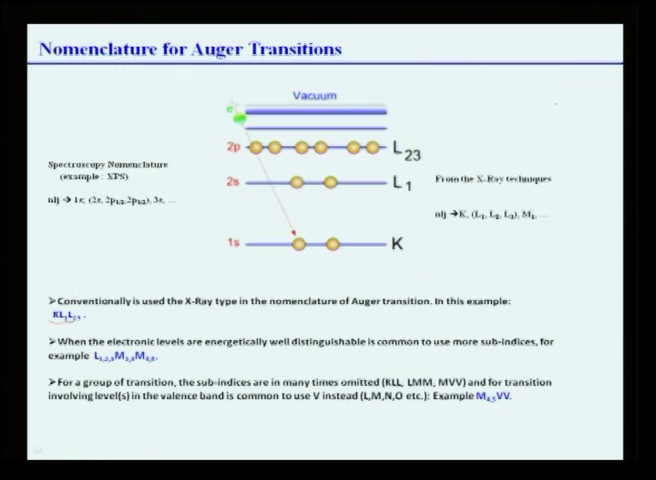 Nomenclature for Auger Transitions
Vacuum
e-
2p
L23
Spectroscopy Nomenclature
(example : XPS)
2s
L1
From the X-Ray techniques
nlj → 1s, (2s, 2p1/2,2p3/2), 3s, ...
nlj → K, (L1, L2, L3), M1, ...
1s
K
➢Conventionally is used the X-Ray type in the nomenclature of Auger transition. In this example:
KL1L23 .
➢When the electronic levels are energetically well distinguishable is common to use more sub-indices, for
example L1,2,3M2,3M4,5.
➢For a group of transition, the sub-indices are in many times omitted (KLL, LMM, MVV) and for transition
involving level(s) in the valence band is common to use V instead (L,M,N,O etc.): Example M4,5VV.